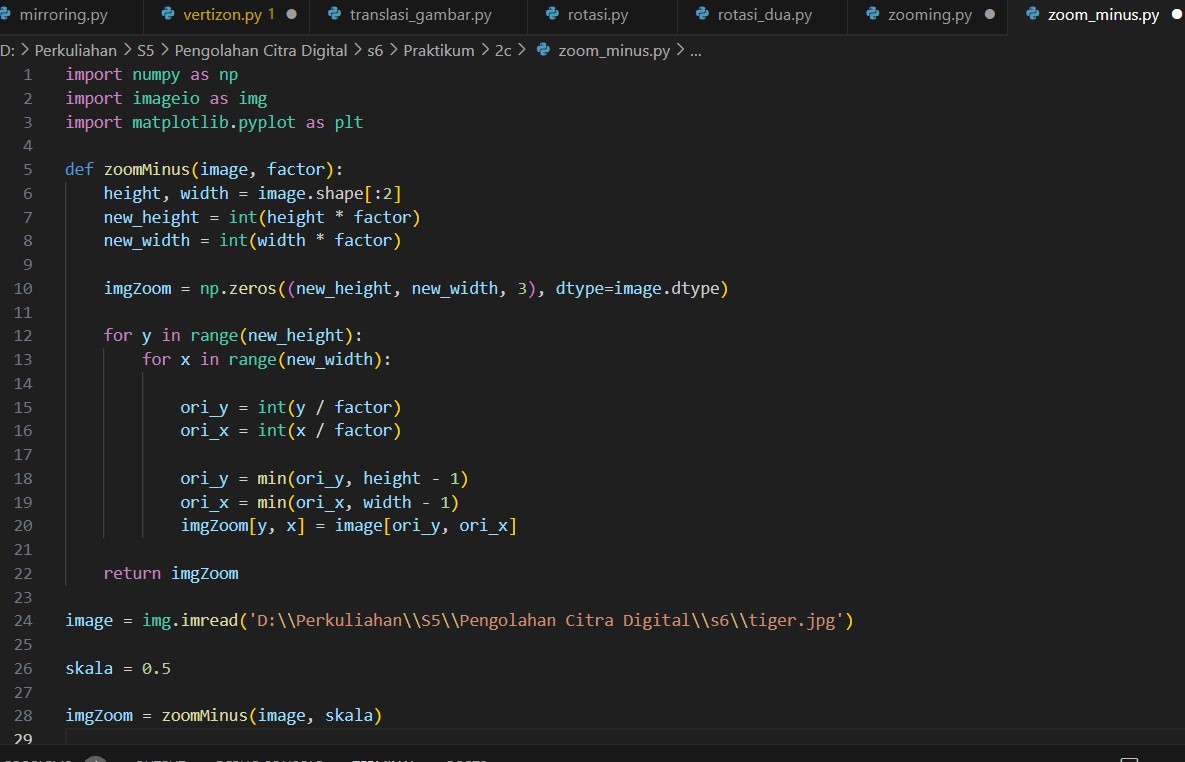 mirroring.py vertizon.py 1 translasi_gambar.py rotasi.py rotasi_dua.py zooming.py zoom_minus.py
D: > Perkuliahan > S5 > Pengolahan Citra Digital > s6 > Praktikum > 2c > zoom_minus.py > ...
1 import numpy as np
2 import imageio as img
3 import matplotlib.pyplot as plt
4
5 def zoomMinus(image, factor):
6 height, width = image.shape[:2]
7 new_height = int(height * factor)
8 new_width = int(width * factor)
9
10 imgZoom = np.zeros((new_height, new_width, 3), dtype=image.dtype)
11
12 for y in range(new_height):
13 for x in range(new_width):
14
15 ori_y = int(y / factor)
16 ori_x = int(x / factor)
17
18 ori_y = min(ori_y, height - 1)
19 ori_x = min(ori_x, width - 1)
20 imgZoom[y, x] = image[ori_y, ori_x]
21
22 return imgZoom
23
24 image = img.imread('D:\\Perkuliahan\\S5\\Pengolahan Citra Digital\\s6\\tiger.jpg')
25
26 skala = 0.5
27
28 imgZoom = zoomMinus(image, skala)
29